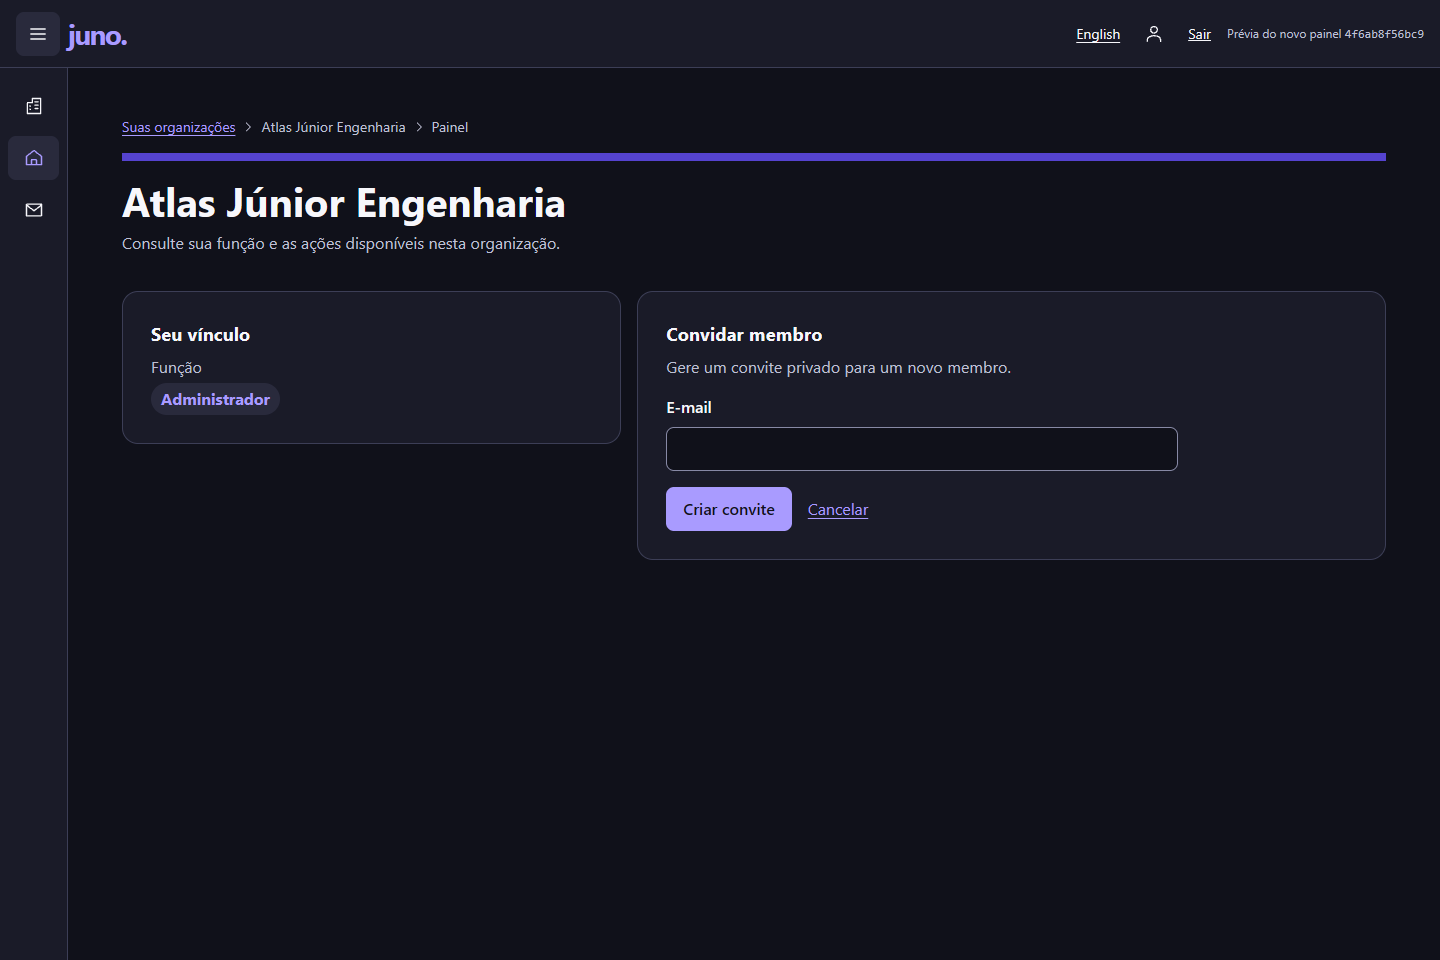 juno.
English
Sair
Prévia do novo painel 4f6ab8f56bc9
Suas organizações > Atlas Júnior Engenharia > Painel
Atlas Júnior Engenharia
Consulte sua função e as ações disponíveis nesta organização.
Seu vínculo
Função
Administrador
Convidar membro
Gere um convite privado para um novo membro.
E-mail
Criar convite
Cancelar